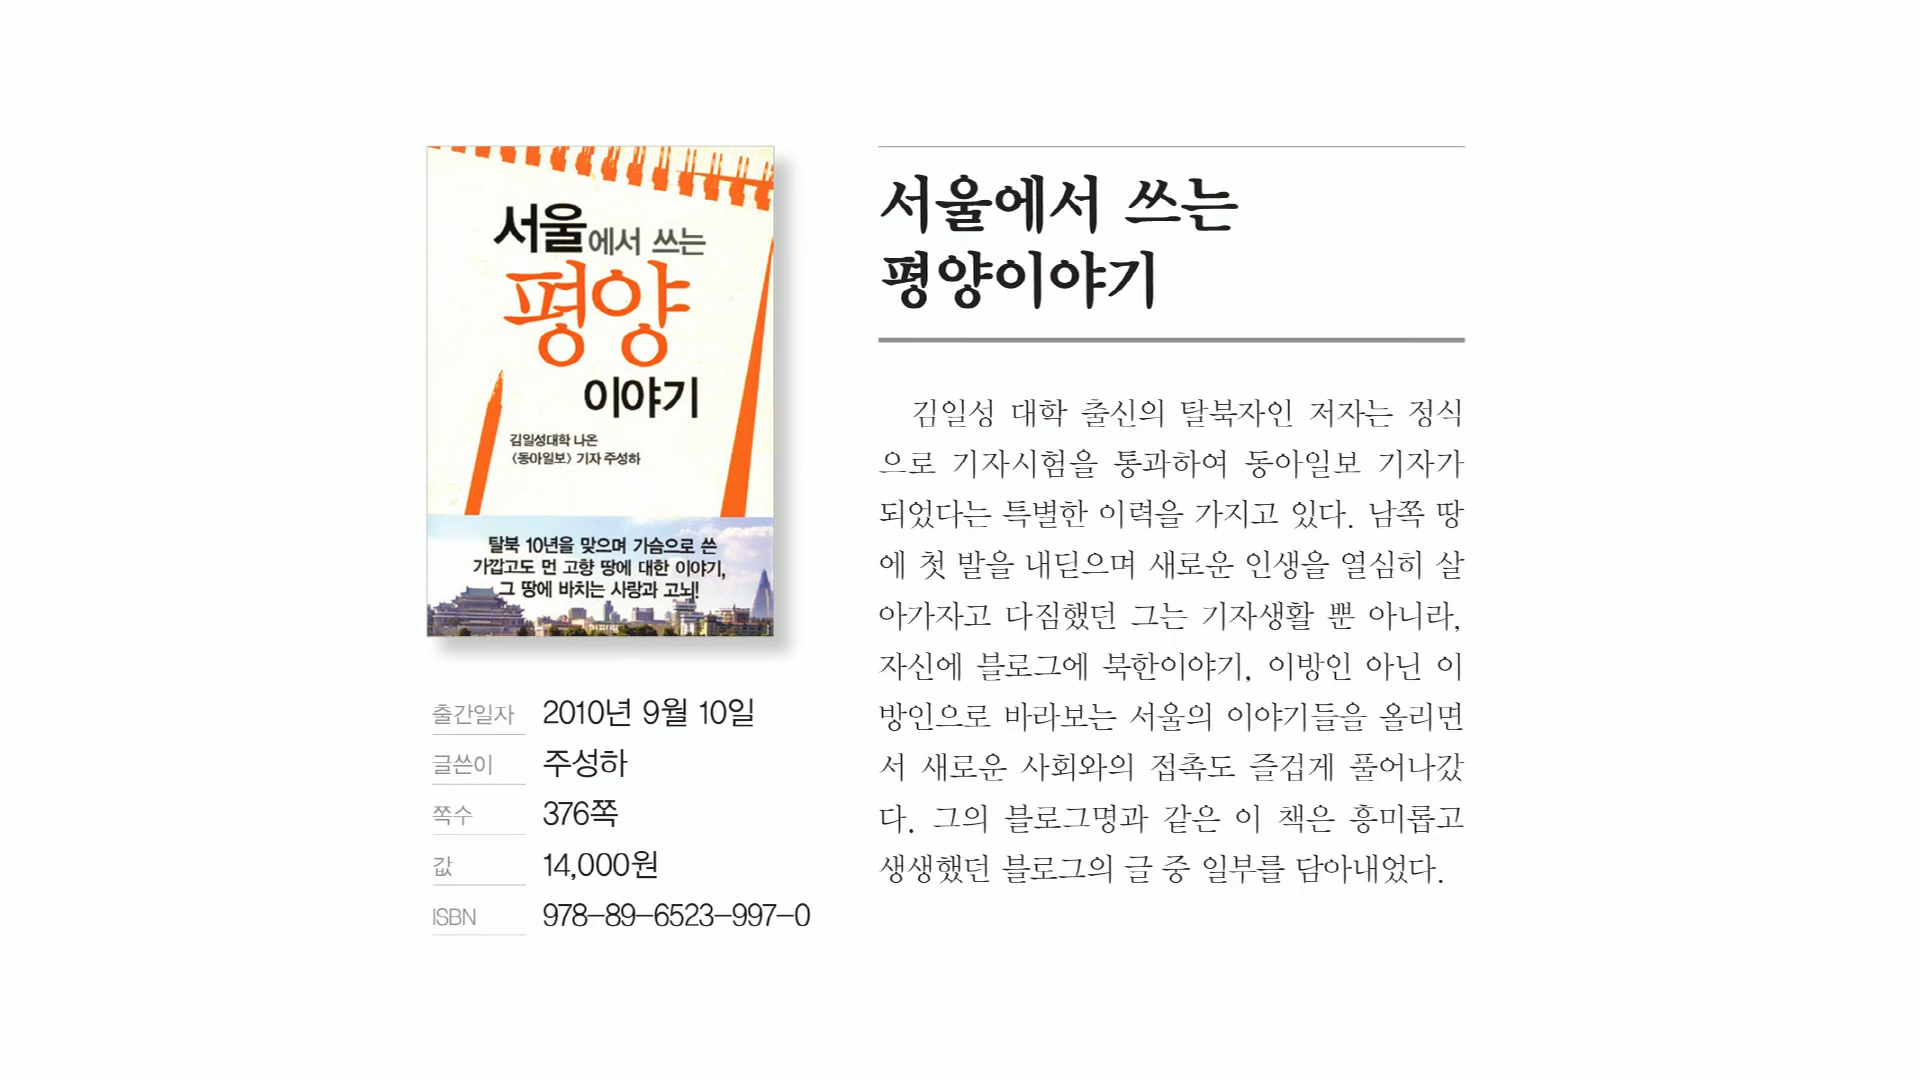 서울에서 쓰는
평양
이야기
김일성대학 나온
〈동아일보〉 기자 주성하
탈북 10년을 맞으며 가슴으로 쓴
가깝고도 먼 고향 땅에 대한 이야기,
그 땅에 바치는 사랑과 고뇌!
출간일자 2010년 9월 10일
글쓴이 주성하
쪽수 376쪽
값 14,000원
ISBN 978-89-6523-997-0
서울에서 쓰는
평양이야기
김일성 대학 출신의 탈북자인 저자는 정식
으로 기자시험을 통과하여 동아일보 기자가
되었다는 특별한 이력을 가지고 있다. 남쪽 땅
에 첫 발을 내딛으며 새로운 인생을 열심히 살
아가자고 다짐했던 그는 기자생활 뿐 아니라,
자신에 블로그에 북한이야기, 이방인 아닌 이
방인으로 바라보는 서울의 이야기들을 올리면
서 새로운 사회와의 접촉도 즐겁게 풀어나갔
다. 그의 블로그명과 같은 이 책은 흥미롭고
생생했던 블로그의 글 중 일부를 담아내었다.